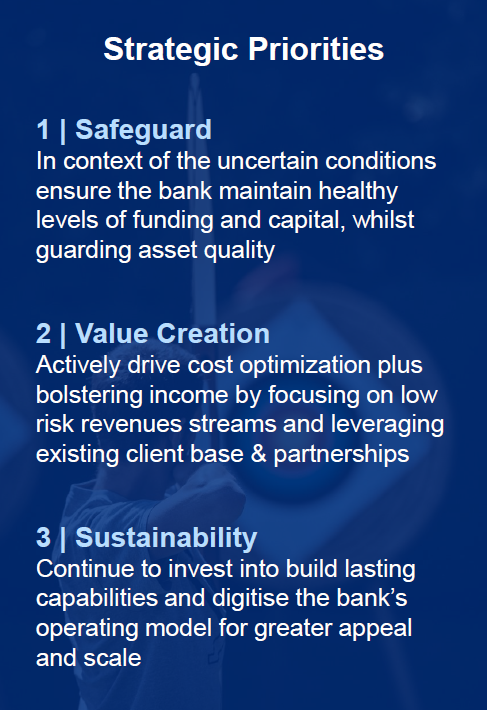 Strategic Priorities
1 | Safeguard
In context of the uncertain conditions
ensure the bank maintain healthy
levels of funding and capital, whilst
guarding asset quality
2 | Value Creation
Actively drive cost optimization plus
bolstering income by focusing on low
risk revenues streams and leveraging
existing client base & partnerships
3 | Sustainability
Continue to invest into build lasting
capabilities and digitise the bank’s
operating model for greater appeal
and scale